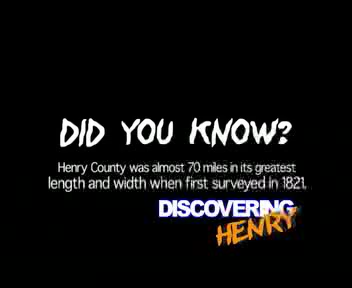 DID YOU KNOW?
Henry County was almost 70 miles in its greatest
length and width when first surveyed in 1821.
DISCOVERING
HENRY